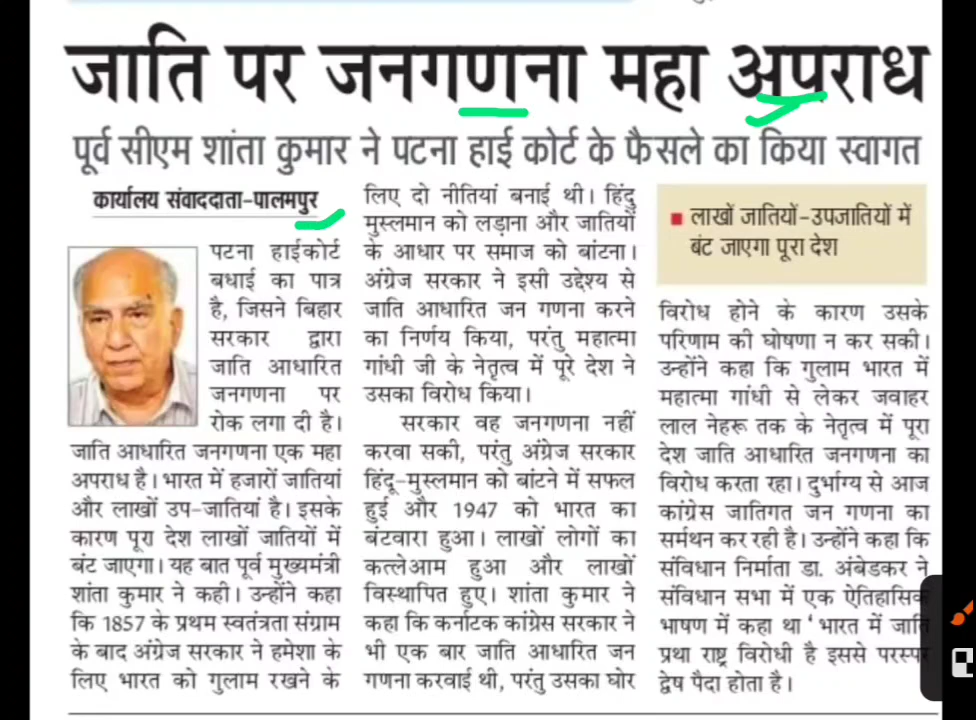 जाति पर जनगणना महा अपराध
पूर्व सीएम शांता कुमार ने पटना हाई कोर्ट के फैसले का किया स्वागत
कार्यालय संवाददाता-पालमपुर
पटना हाईकोर्ट
बधाई का पात्र
है, जिसने बिहार
सरकार द्वारा
जाति आधारित
जनगणना पर
रोक लगा दी है।
जाति आधारित जनगणना एक महा
अपराध है। भारत में हजारों जातियां
और लाखों उप-जातियां है। इसके
कारण पूरा देश लाखों जातियों में
बंट जाएगा। यह बात पूर्व मुख्यमंत्री
शांता कुमार ने कही। उन्होंने कहा
कि 1857 के प्रथम स्वतंत्रता संग्राम
के बाद अंग्रेज सरकार ने हमेशा के
लिए भारत को गुलाम रखने के
लिए दो नीतियां बनाई थी। हिंदु
मुस्लमान को लड़ाना और जातियों
के आधार पर समाज को बांटना।
अंग्रेज सरकार ने इसी उद्देश्य से
जाति आधारित जन गणना करने
का निर्णय किया, परंतु महात्मा
गांधी जी के नेतृत्व में पूरे देश ने
उसका विरोध किया।
सरकार वह जनगणना नहीं
करवा सकी, परंतु अंग्रेज सरकार
हिंदू-मुस्लमान को बांटने में सफल
हुई और 1947 को भारत का
बंटवारा हुआ। लाखों लोगों का
कत्लेआम हुआ और लाखों
विस्थापित हुए। शांता कुमार ने
कहा कि कर्नाटक कांग्रेस सरकार ने
भी एक बार जाति आधारित जन
गणना करवाई थी, परंतु उसका घोर
लाखों जातियों-उपजातियों में
बंट जाएगा पूरा देश
विरोध होने के कारण उसके
परिणाम की घोषणा न कर सकी।
उन्होंने कहा कि गुलाम भारत में
महात्मा गांधी से लेकर जवाहर
लाल नेहरू तक के नेतृत्व में पूरा
देश जाति आधारित जनगणना का
विरोध करता रहा। दुर्भाग्य से आज
कांग्रेस जातिगत जन गणना का
सर्मथन कर रही है। उन्होंने कहा कि
संविधान निर्माता डा. अंबेडकर ने
संविधान सभा में एक ऐतिहासिक
भाषण में कहा था ' भारत में जाति
प्रथा राष्ट्र विरोधी है इससे परस्पर
द्वेष पैदा होता है।